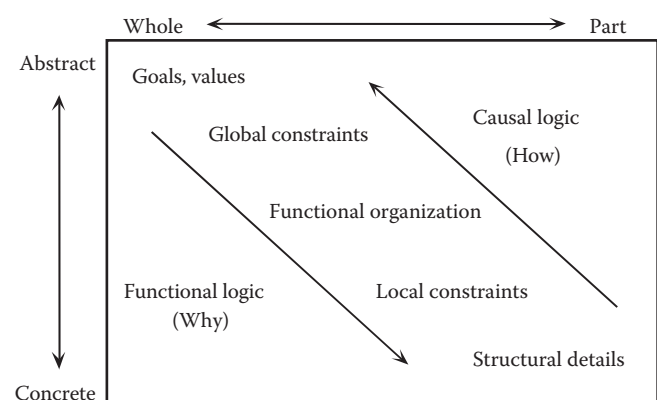 Whole
Part
Abstract
Goals, values
Causal logic
(How)
Global constraints
Functional organization
Functional logic
(Why)
Local constraints
Structural details
Concrete